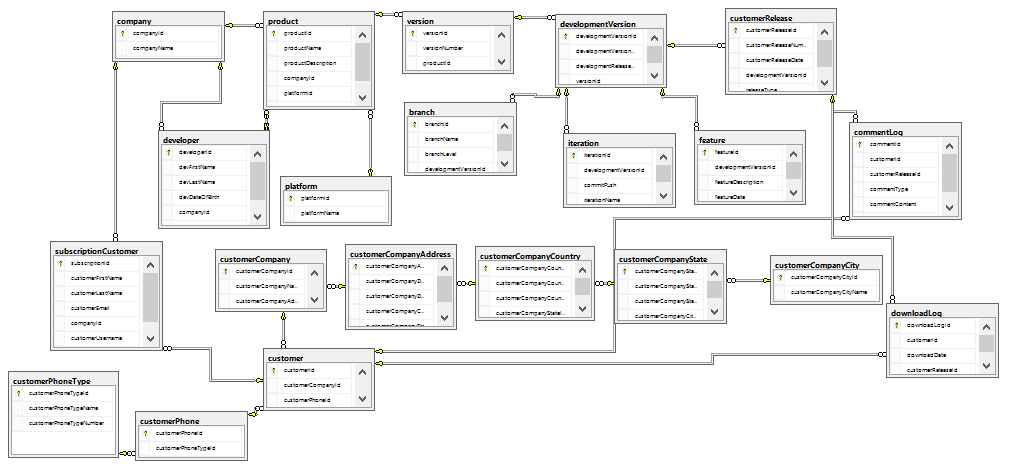 company
companyId
companyName
product
productId
productName
productDescription
companyId
platformId
version
versionId
versionNumber
productId
developmentVersion
developmentVersionId
developmentVersion...
developmentRelease...
versionId
customerRelease
customerReleaseId
customerReleaseNum...
customerReleaseDate
developmentVersionId
releaseType
developer
developerId
devFirstName
devLastName
devDateOfBirth
companyId
platform
platformId
platformName
branch
branchId
branchName
branchLevel
developmentVersionId
iteration
iterationId
developmentVersionId
commitPush
iterationName
feature
featureId
developmentVersionId
featureDescription
featureDate
commentLog
commentId
customerId
customerReleaseId
commentType
commentContent
subscriptionCustomer
subscriptionId
customerFirstName
customerLastName
customerEmail
companyId
customerUsername
customerCompany
customerCompanyId
customerCompanyNa...
customerCompanyAd...
customerCompanyAddress
customerCompanyA...
customerCompanyD...
customerCompanyD...
customerCompanyC...
customerCompanyCountry
customerCompanyCoun...
customerCompanyCoun...
customerCompanyCoun...
customerCompanyStateI...
customerCompanyState
customerCompanySta...
customerCompanySta...
customerCompanySta...
customerCompanyCit...
customerCompanyCity
customerCompanyCityId
customerCompanyCityName
downloadLog
downloadLogId
customerId
downloadDate
customerReleaseId
customer
customerId
customerCompanyId
customerPhoneId
customerPhoneType
customerPhoneTypeId
customerPhoneTypeName
customerPhoneTypeNumber
customerPhone
customerPhoneId
customerPhoneTypeId